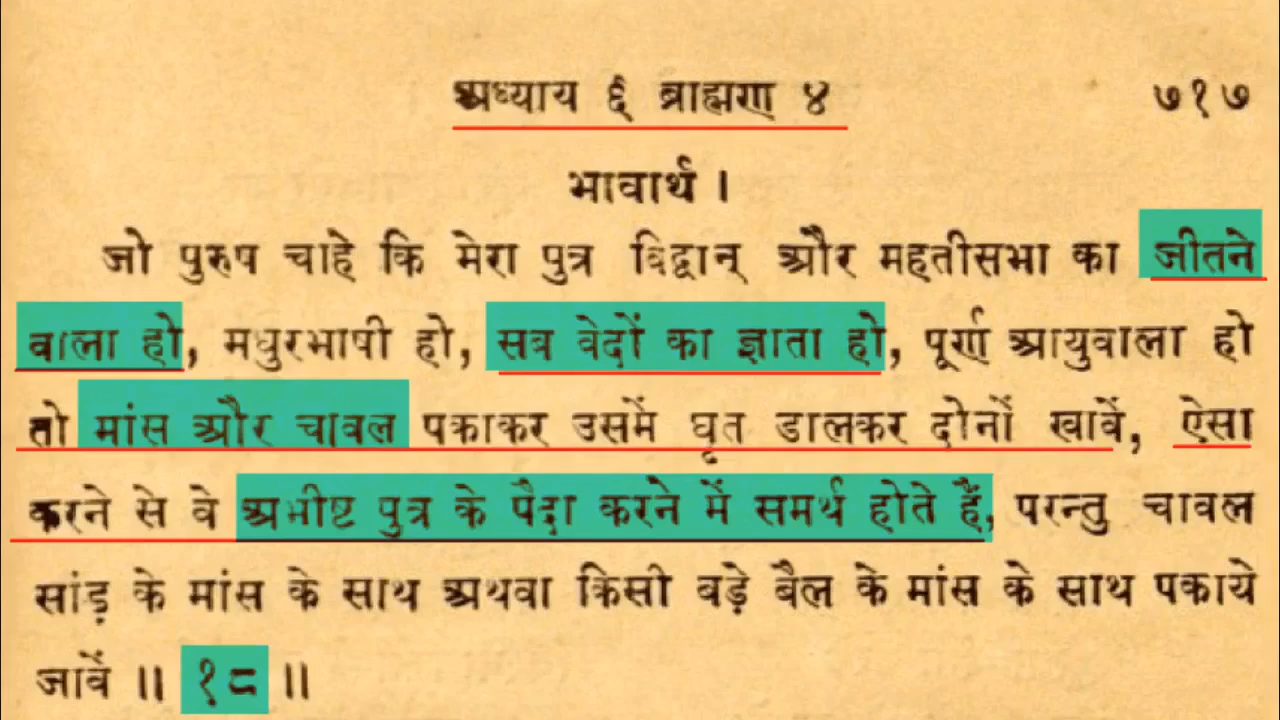 अध्याय ६ ब्राह्मण ४ ७१७
भावार्थ ।
जो पुरुष चाहे कि मेरा पुत्र विद्वान् और महतीसभा का जीतने
वाला हो, मधुरभाषी हो, सब वेदों का ज्ञाता हो, पूर्ण आयुवाला हो
तो मांस और चावल पकाकर उसमें घृत डालकर दोनों खावें, ऐसा
करने से वे अभीष्ट पुत्र के पैदा करने में समर्थ होते हैं, परन्तु चावल
सांड़ के मांस के साथ अथवा किसी बड़े बैल के मांस के साथ पकाये
जावें ॥ १८ ॥